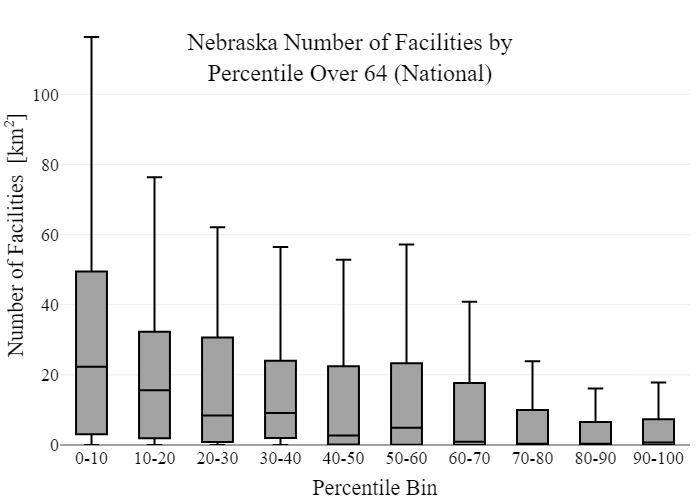 Nebraska Number of Facilities by
Percentile Over 64 (National)
Number of Facilities [km²]
100
80
60
40
20
0
0-10 10-20 20-30 30-40 40-50 50-60 60-70 70-80 80-90 90-100
Percentile Bin